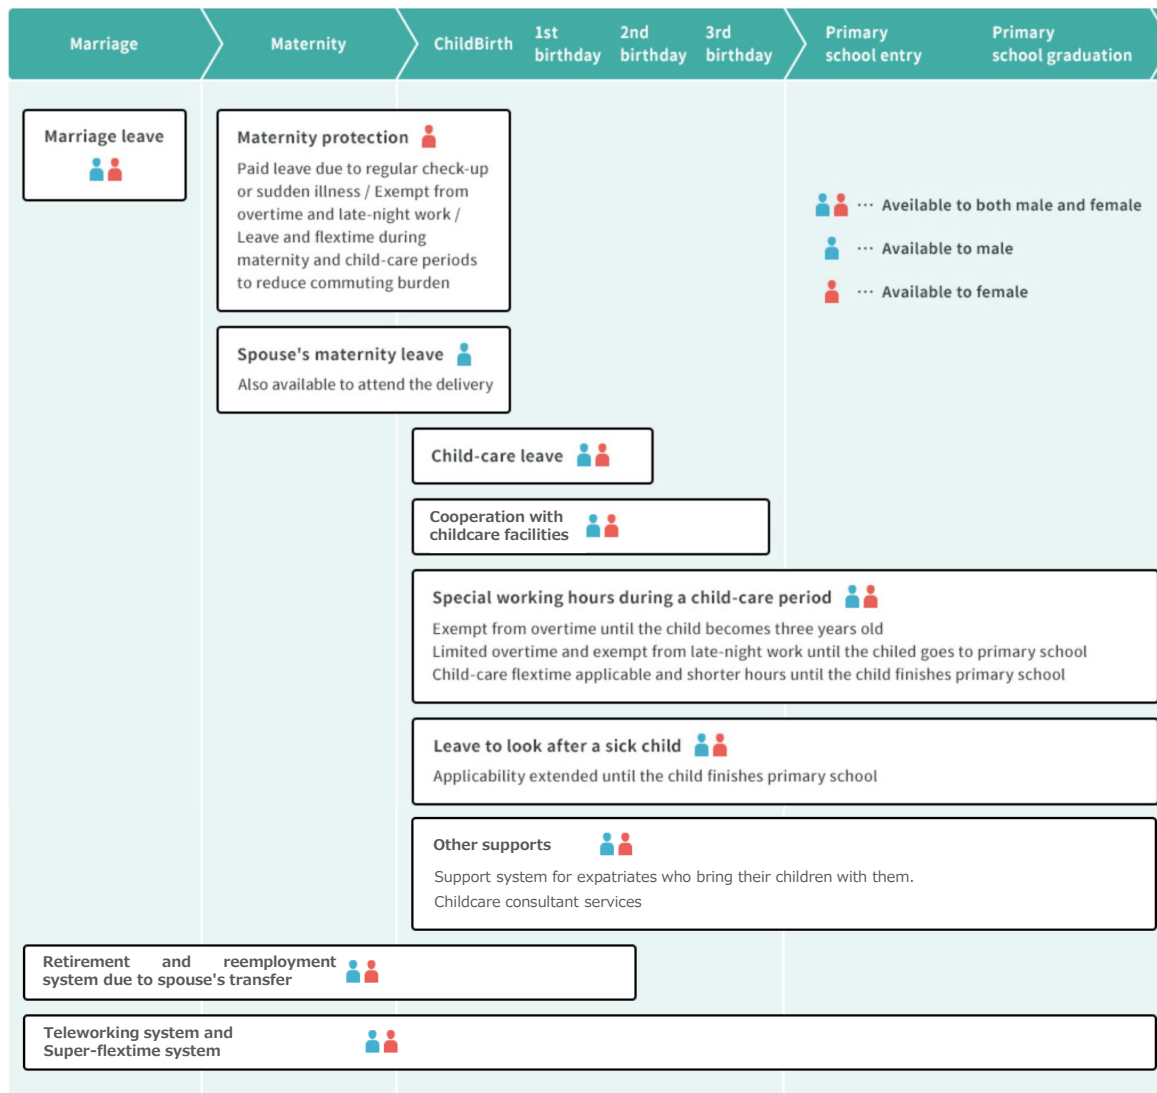 Marriage
Maternity
ChildBirth
1st
birthday
2nd
birthday
3rd
birthday
Primary
school entry
Primary
school graduation
Marriage leave
Maternity protection
Paid leave due to regular check-up
or sudden illness / Exempt from
overtime and late-night work /
Leave and flextime during
maternity and child-care periods
to reduce commuting burden
··· Aveilable to both male and female
··· Available to male
··· Available to female
Spouse's maternity leave
Also available to attend the delivery
Child-care leave
Cooperation with
childcare facilities
Special working hours during a child-care period
Exempt from overtime until the child becomes three years old
Limited overtime and exempt from late-night work until the chiled goes to primary school
Child-care flextime applicable and shorter hours until the child finishes primary school
Leave to look after a sick child
Applicability extended until the child finishes primary school
Other supports
Support system for expatriates who bring their children with them.
Childcare consultant services
Retirement and reemployment
system due to spouse's transfer
Teleworking system and
Super-flextime system